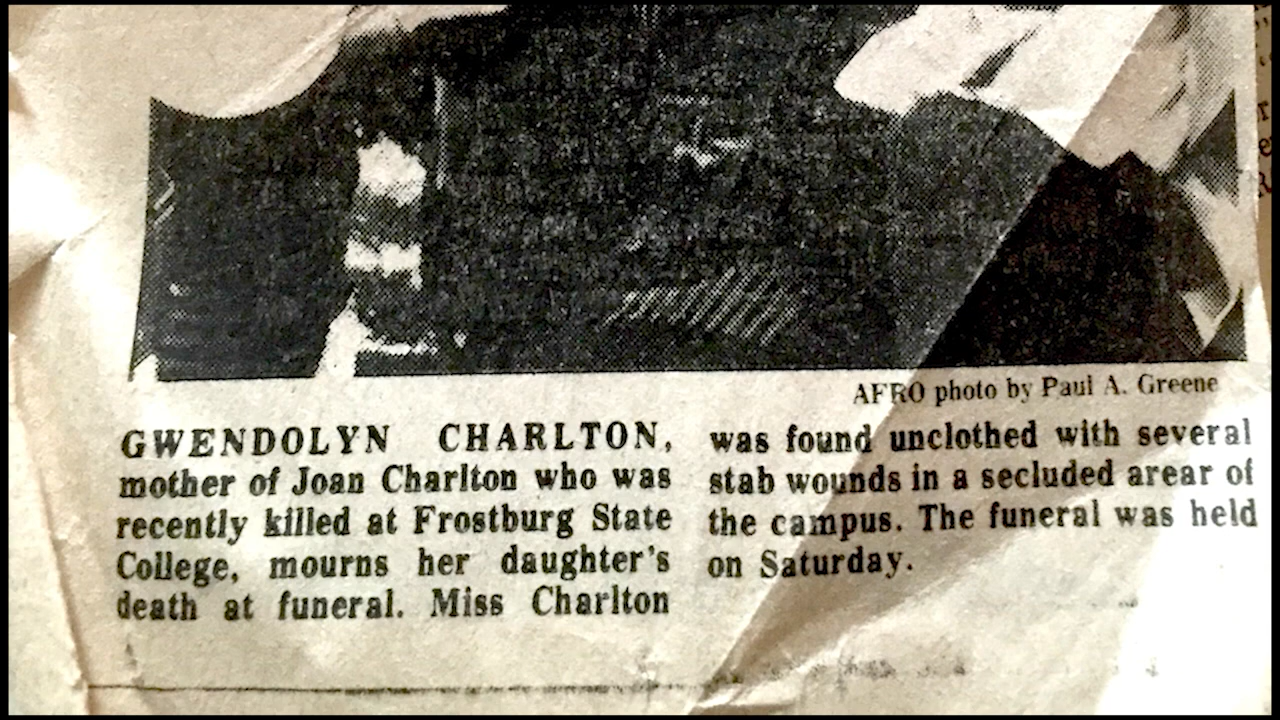 AFRO photo by Paul A. Greene
GWENDOLYN CHARLTON,
mother of Joan Charlton who was
recently killed at Frostburg State
College, mourns her daughter's
death at funeral. Miss Charlton
was found unclothed with several
stab wounds in a secluded arear of
the campus. The funeral was held
on Saturday.